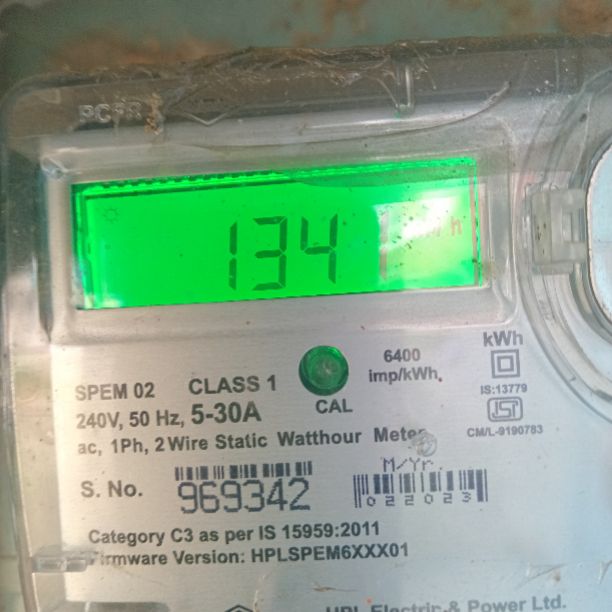 1341
kWh
6400
imp/kWh
IS:13779
CM/L-9190783
SPEM 02 CLASS 1
CAL
240V, 50 Hz, 5-30A
ac, 1Ph, 2 Wire Static Watthour Meter
M/Yr.
S. No. 969342
022023
Category C3 as per IS 15959:2011
Firmware Version: HPLSPEM6XXX01
HPL Electric & Power Ltd.